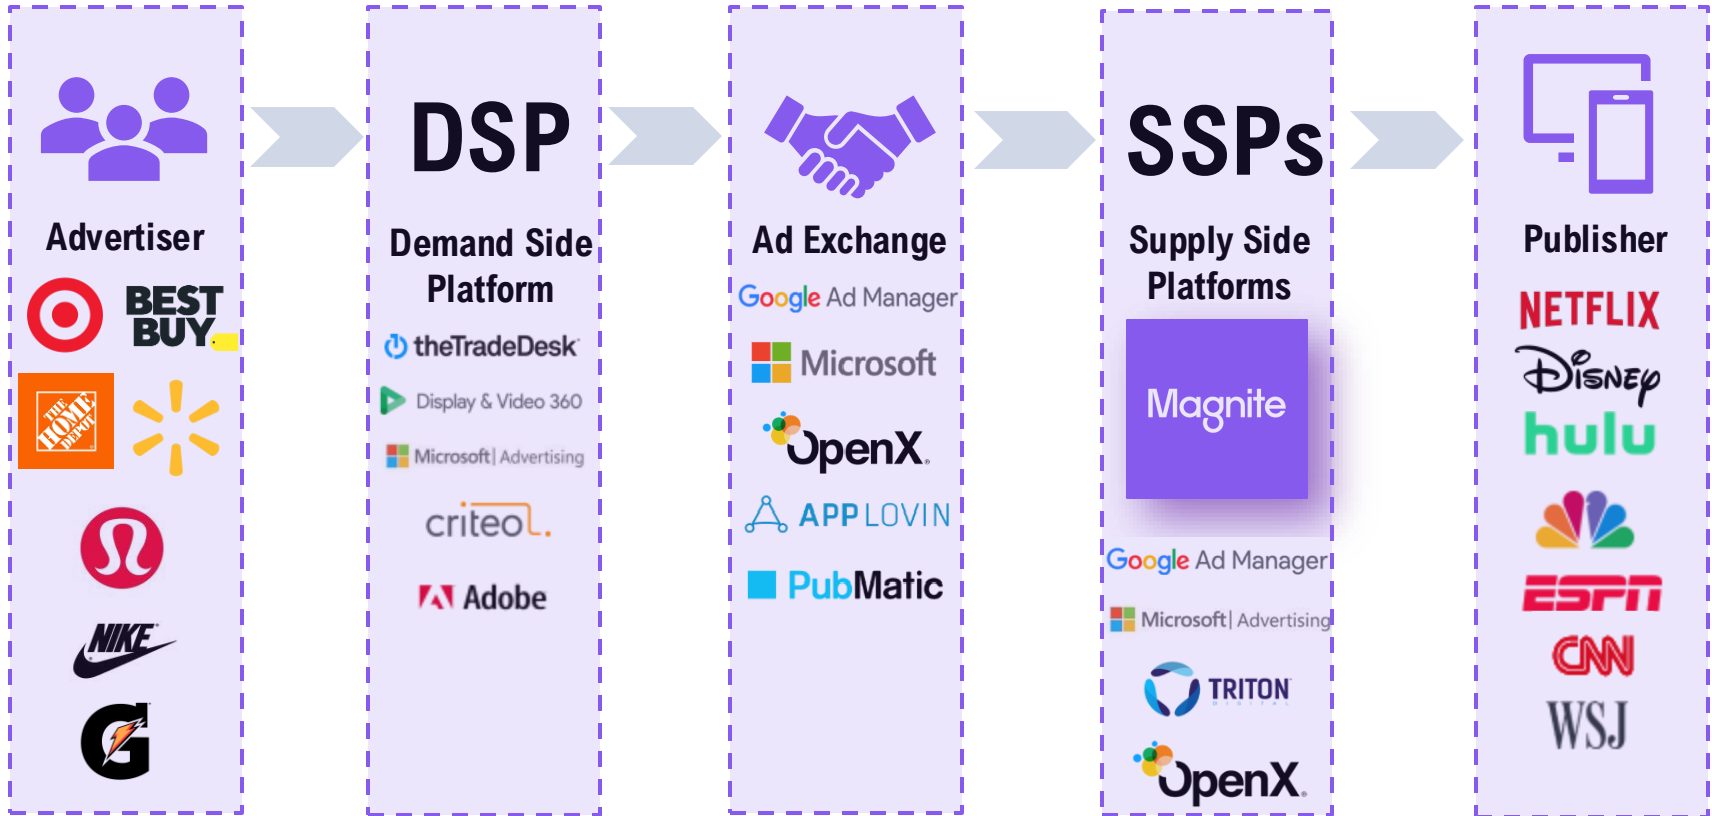 Advertiser
BEST
BUY
THE
HOME
DEPOT
NIKE
G
DSP
Demand Side
Platform
theTradeDesk
Display & Video 360
Microsoft | Advertising
criteo
Adobe
Ad Exchange
Google Ad Manager
Microsoft
OpenX
APPLOVIN
PubMatic
SSPs
Supply Side
Platforms
Magnite
Google Ad Manager
Microsoft | Advertising
TRITON
DIGITAL
OpenX
Publisher
NETFLIX
DISNEY
hulu
ESPN
CNN
WSJ